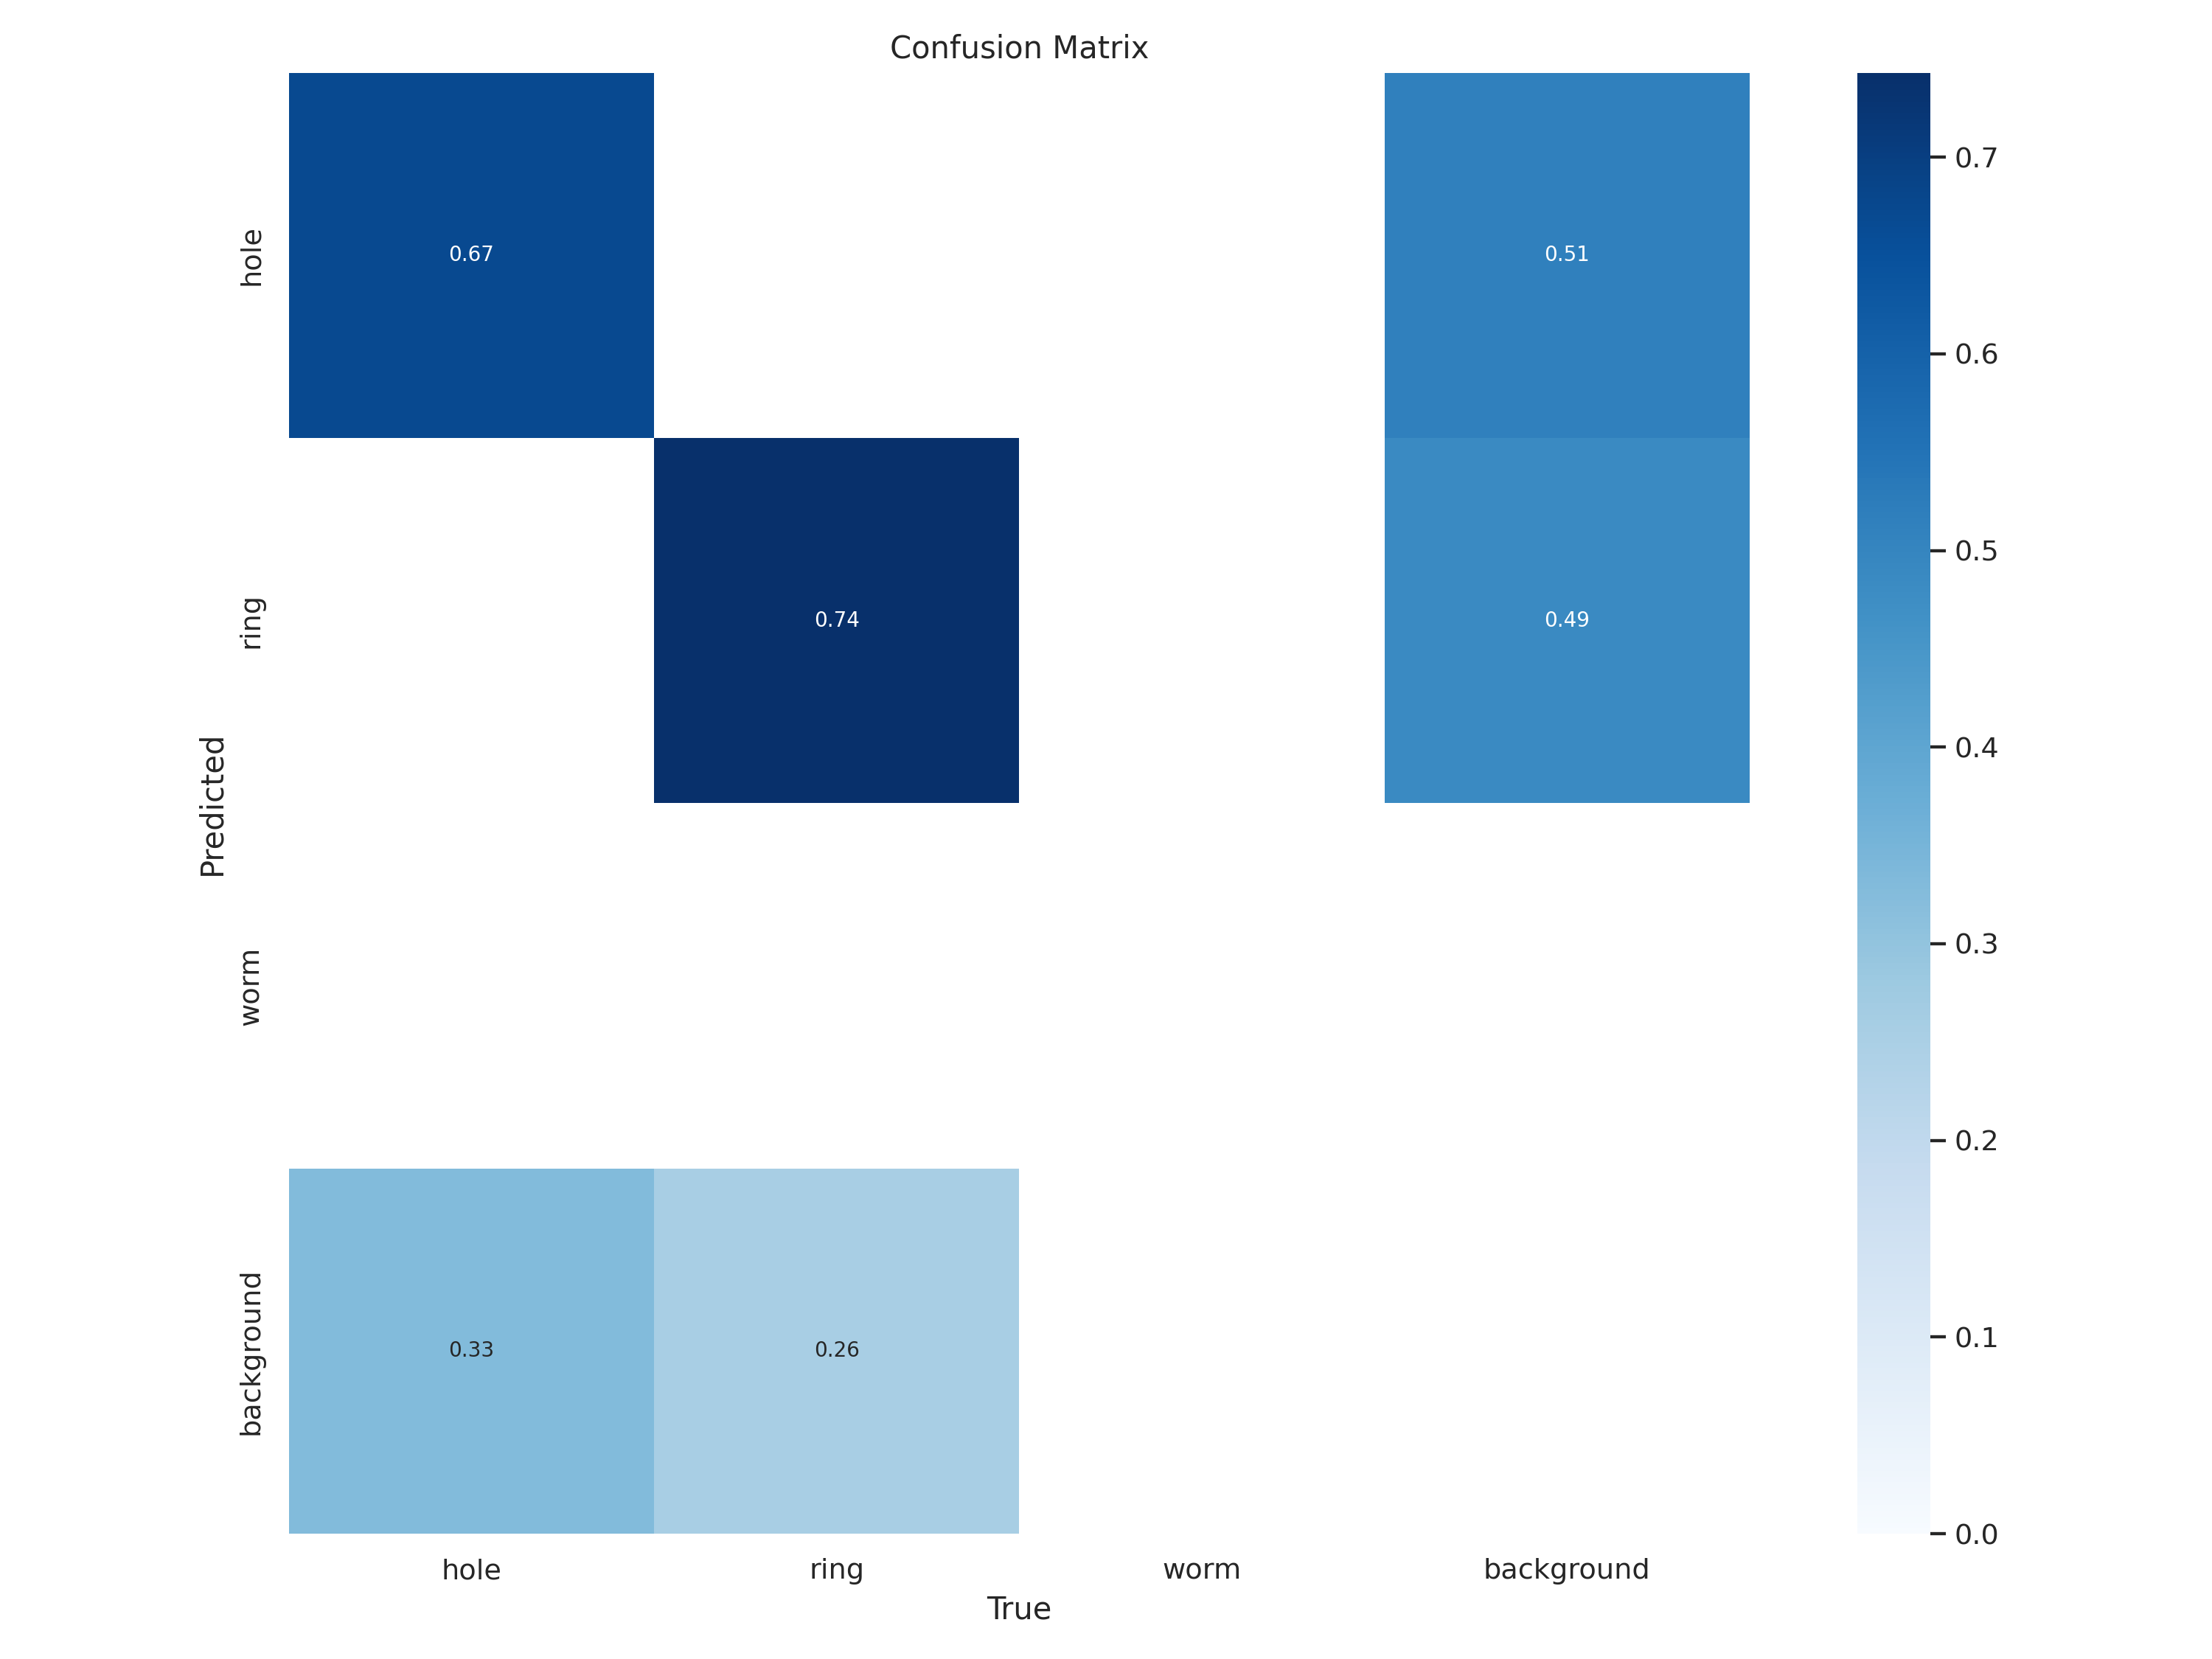 Confusion Matrix
hole
ring
worm
background
Predicted
0.67
0.51
0.74
0.49
0.33
0.26
hole
ring
worm
background
True
0.7
0.6
0.5
0.4
0.3
0.2
0.1
0.0